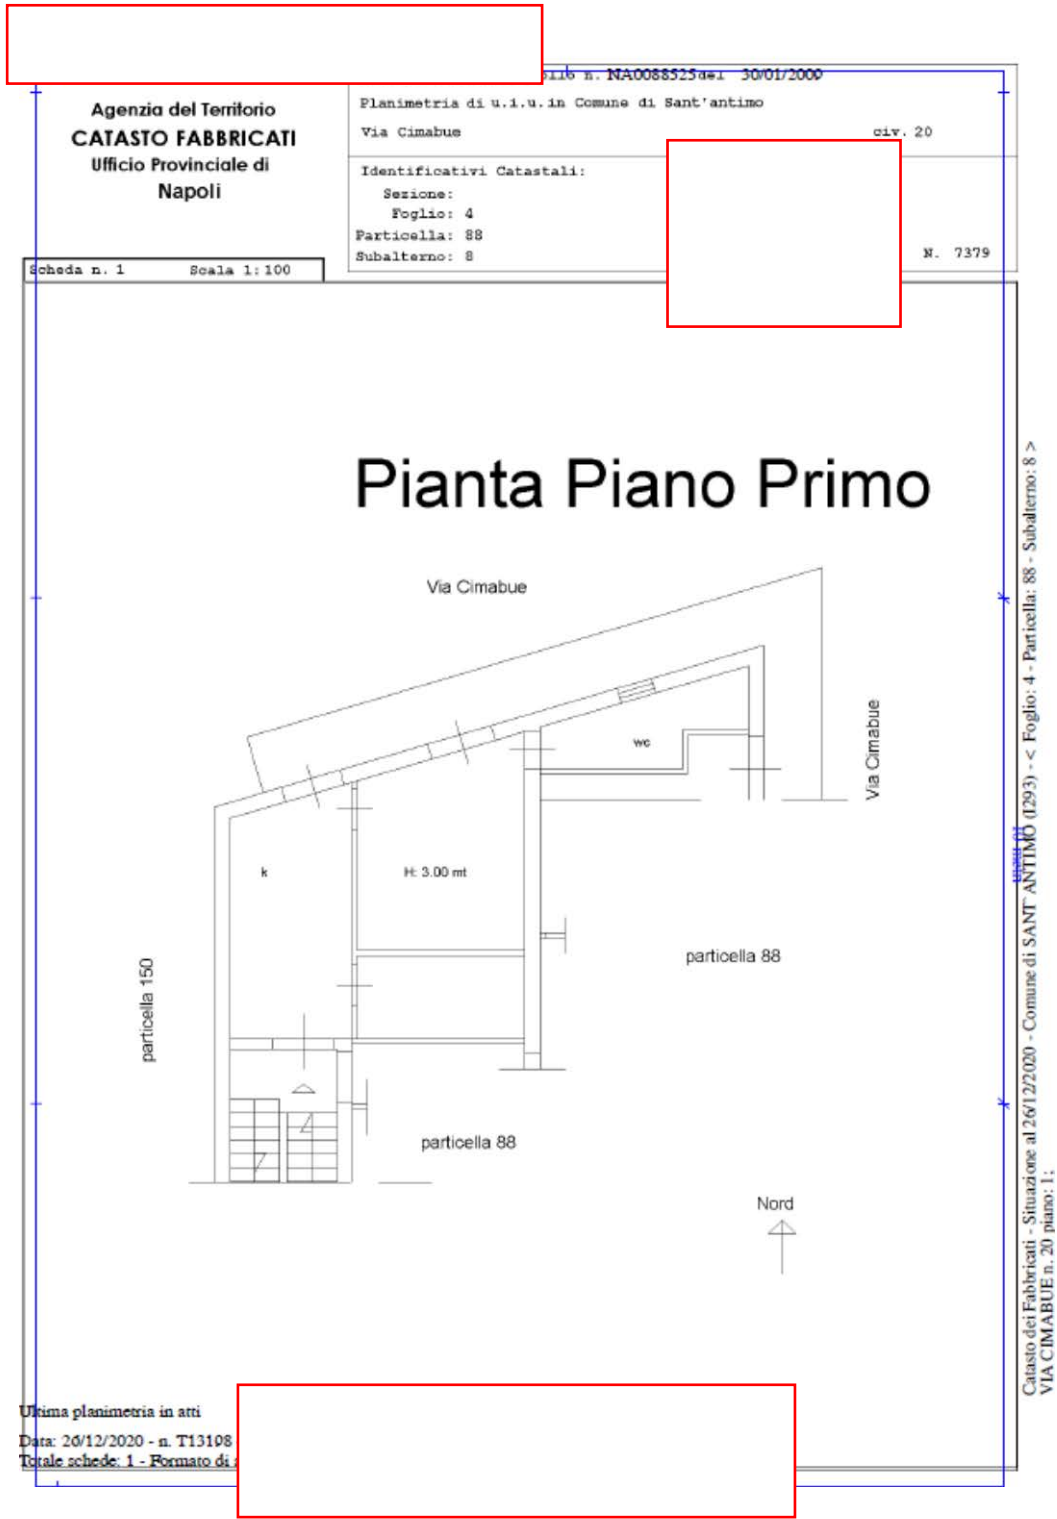 n. NA0088525 del 30/01/2009
Agenzia del Territorio
CATASTO FABBRICATI
Ufficio Provinciale di
Napoli
Planimetria di u.i.u. in Comune di Sant'antimo
Via Cimabue civ. 20
Identificativi Catastali:
Sezione:
Foglio: 4
Particella: 88
Subalterno: 8
N. 7379
Scheda n. 1 Scala 1:100
Pianta Piano Primo
Via Cimabue
Via Cimabue
wc
k
H: 3.00 mt
particella 88
particella 150
particella 88
Nord
10 metri
Catasto dei Fabbricati - Situazione al 26/12/2020 - Comune di SANT' ANTIMO (I293) - < Foglio: 4 - Particella: 88 - Subalterno: 8 >
VIA CIMABUE n. 20 piano: 1;
Ultima planimetria in atti
Data: 26/12/2020 - n. T13198
Totale schede: 1 - Formato di